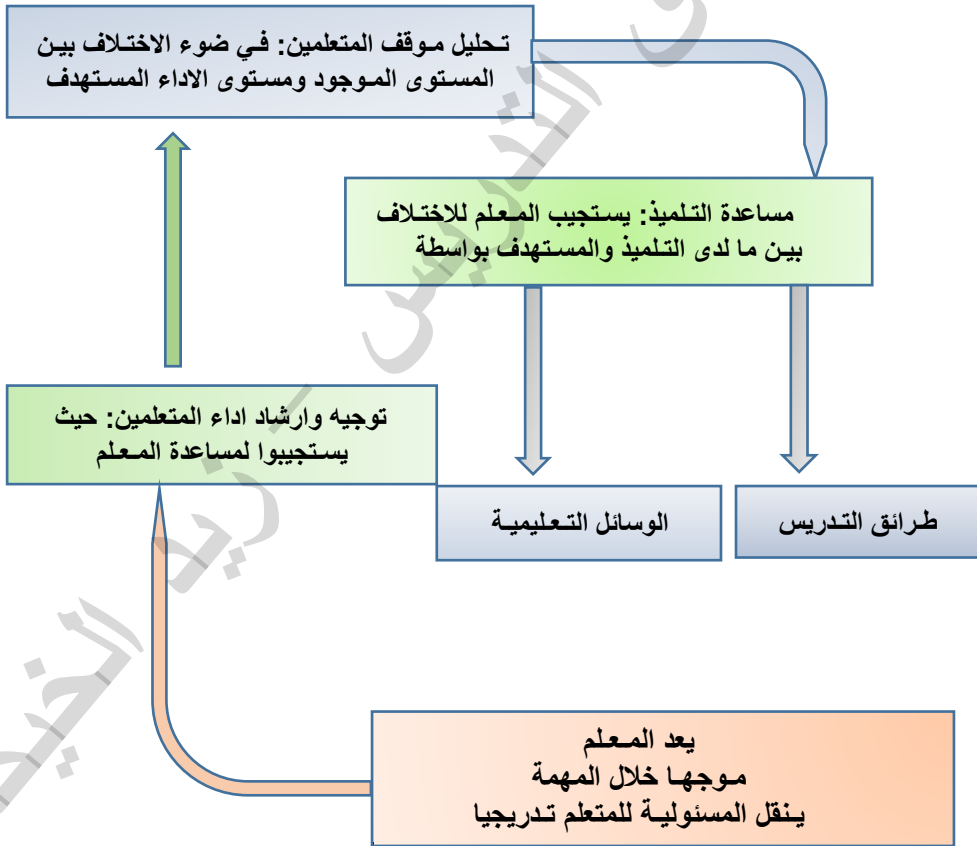 تحليل موقف المتعلمين: في ضوء الاختلاف بين
المستوى الموجود ومستوى الاداء المستهدف
مساعدة التلميذ: يستجيب المعلم للاختلاف
بين ما لدى التلميذ والمستهدف بواسطة
توجيه وارشاد اداء المتعلمين: حيث
يستجيبوا لمساعدة المعلم
طرائق التدريس
الوسائل التعليمية
يعد المعلم
موجها خلال المهمة
ينقل المسئولية للمتعلم تدريجيا
التدريس - زيد